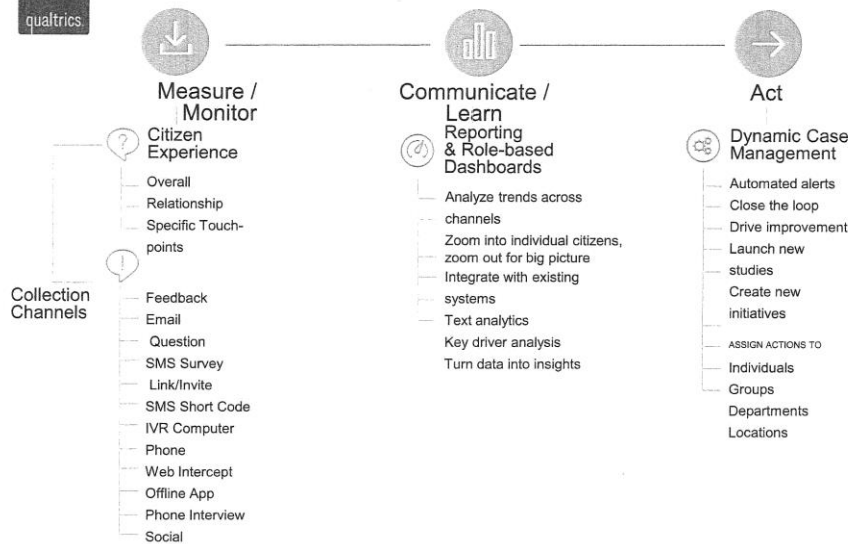 qualtrics.
Measure /
Monitor
Citizen
Experience
Overall
Relationship
Specific Touch-
points
Collection
Channels
Feedback
Email
Question
SMS Survey
Link/Invite
SMS Short Code
IVR Computer
Phone
Web Intercept
Offline App
Phone Interview
Social
Communicate /
Learn
Reporting
& Role-based
Dashboards
Analyze trends across
channels
Zoom into individual citizens,
zoom out for big picture
Integrate with existing
systems
Text analytics
Key driver analysis
Turn data into insights
Act
Dynamic Case
Management
Automated alerts
Close the loop
Drive improvement
Launch new
studies
Create new
initiatives
ASSIGN ACTIONS TO
Individuals
Groups
Departments
Locations